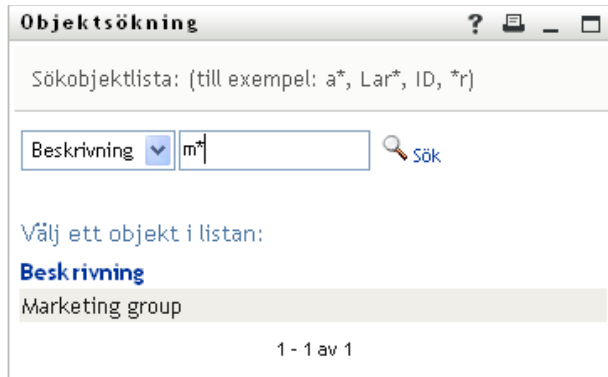 Objektsökning ?
Sökobjektlista: (till exempel: a*, Lar*, ID, *r)
Beskrivning m* Sök
Välj ett objekt i listan:
Beskrivning
Marketing group
1 - 1 av 1